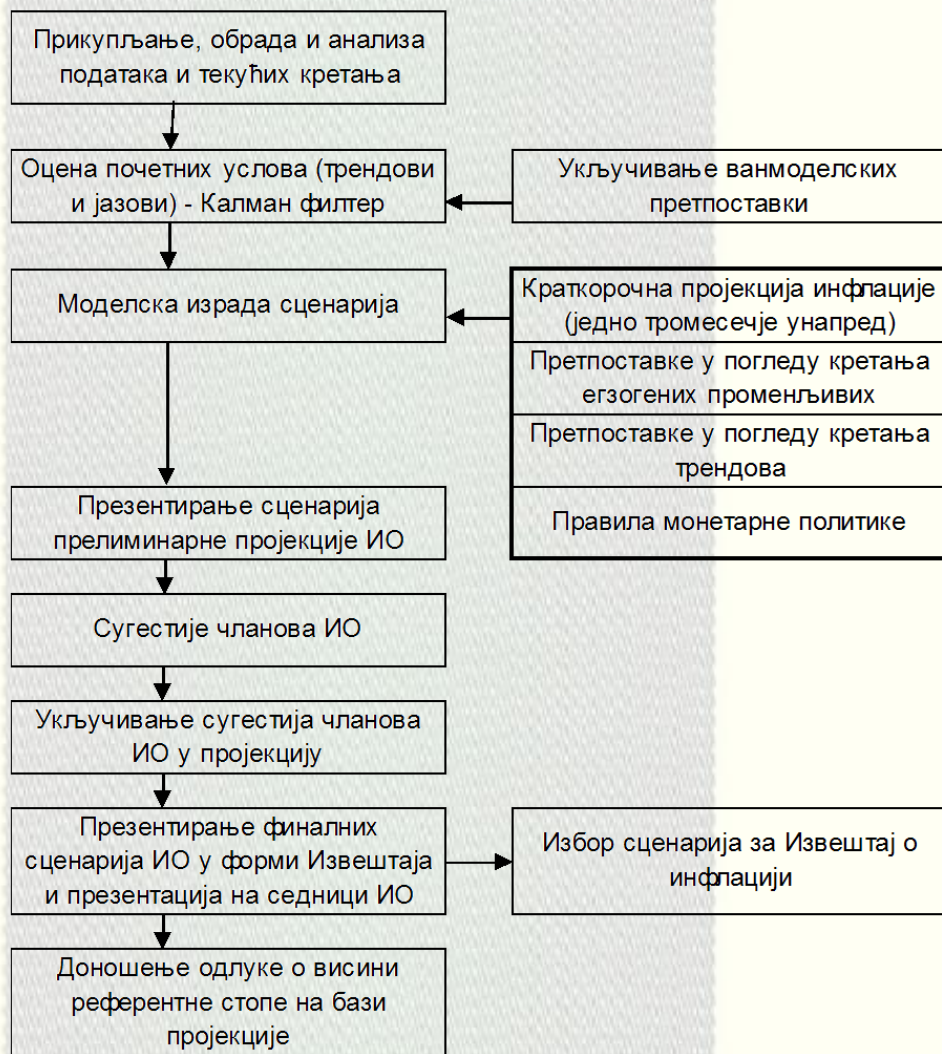 Прикупљање, обрада и анализа
података и текућих кретања
Оцена почетних услова (трендови
и јазови) - Калман филтер
Укључивање ванмоделских
претпоставки
Моделска израда сценарија
Краткорочна пројекција инфлације
(једно тромесечје унапред)
Претпоставке у погледу кретања
егзогених променљивих
Претпоставке у погледу кретања
трендова
Правила монетарне политике
Презентирање сценарија
прелиминарне пројекције ИО
Сугестије чланова ИО
Укључивање сугестија чланова
ИО у пројекцију
Презентирање финалних
сценарија ИО у форми Извештаја
и презентација на седници ИО
Избор сценарија за Извештај о
инфлацији
Доношење одлуке о висини
референтне стопе на бази
пројекције